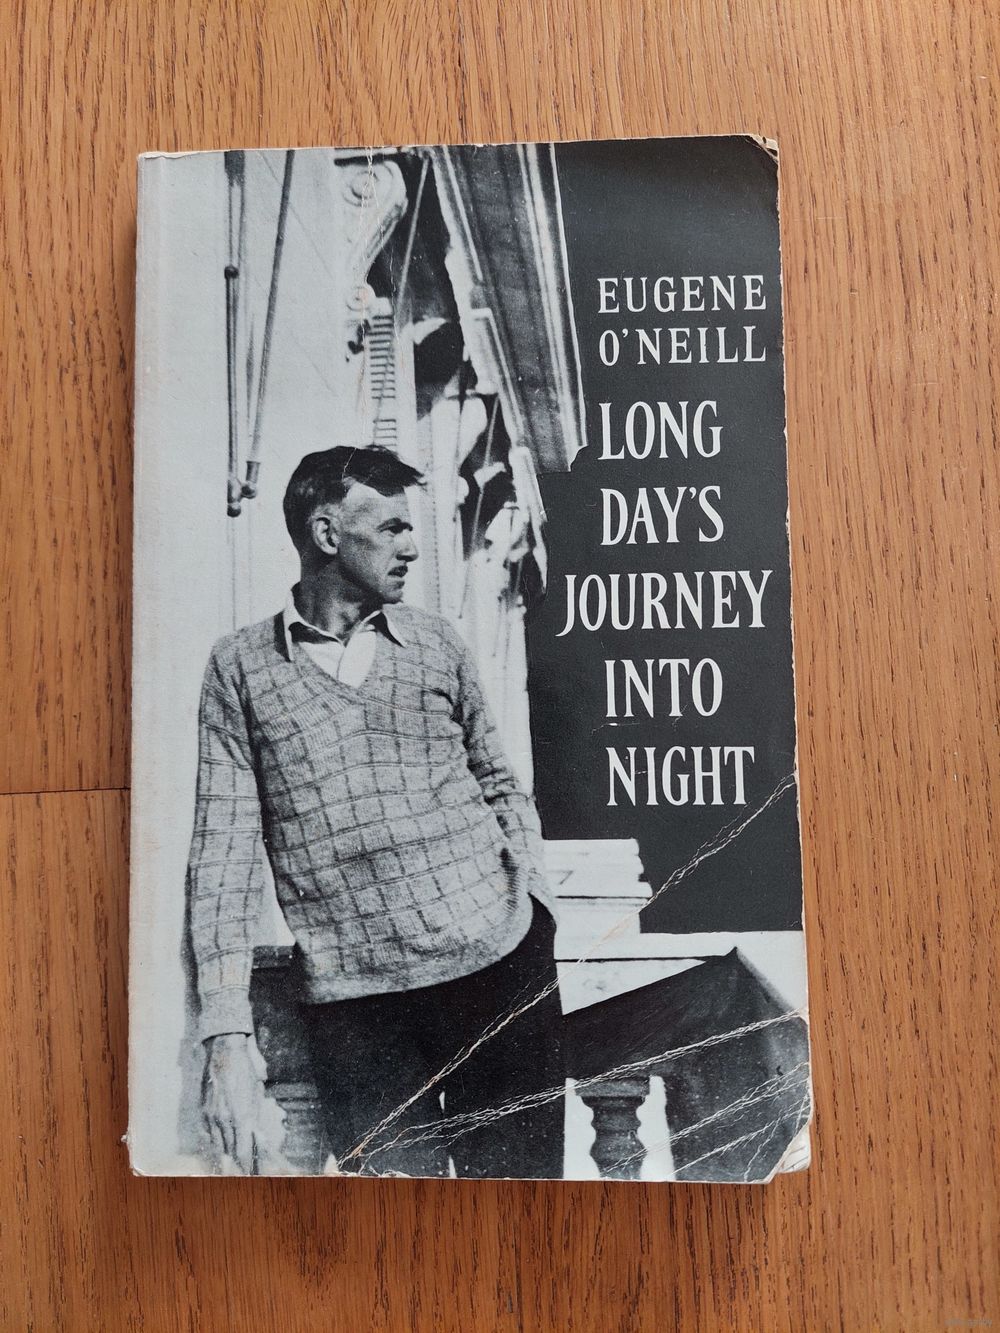 EUGENE
O'NEILL
LONG
DAY'S
JOURNEY
INTO
NIGHT